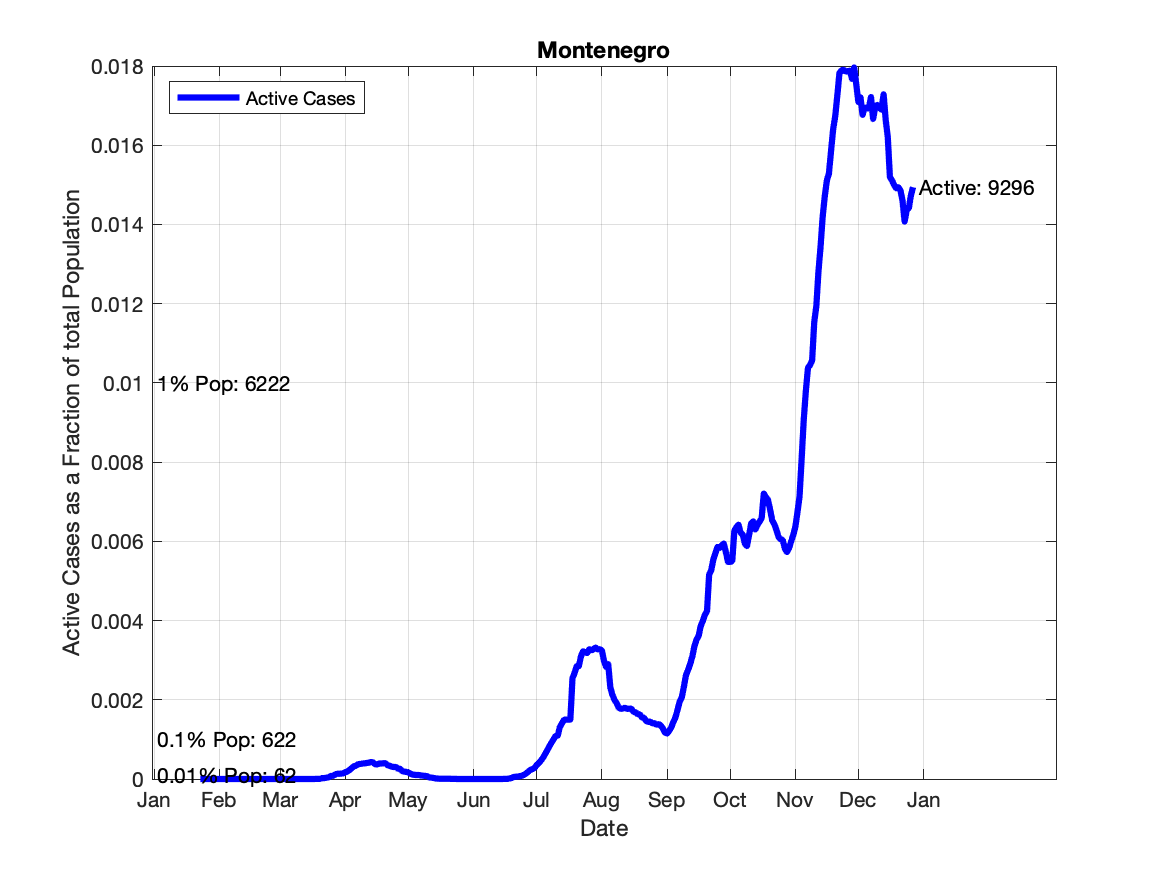 Montenegro
Active Cases
0.018
0.016
0.014
0.012
0.01
0.008
0.006
0.004
0.002
0
Active Cases as a Fraction of total Population
Active: 9296
1% Pop: 6222
0.1% Pop: 622
0.01% Pop: 62
Jan Feb Mar Apr May Jun Jul Aug Sep Oct Nov Dec Jan
Date